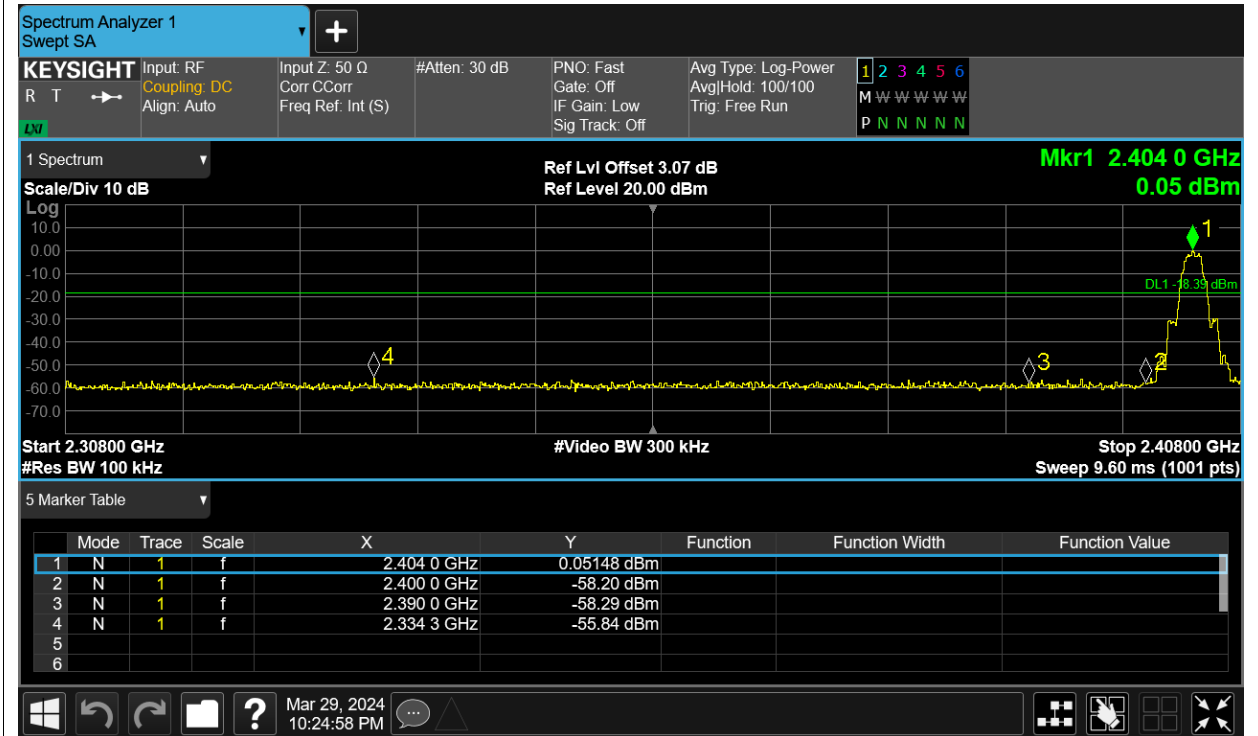 Spectrum Analyzer 1
Swept SA
KEYSIGHT
R T
LXI
Input: RF
Coupling: DC
Align: Auto
Input Z: 50 Ω
Corr CCorr
Freq Ref: Int (S)
#Atten: 30 dB
PNO: Fast
Gate: Off
IF Gain: Low
Sig Track: Off
Avg Type: Log-Power
Avg|Hold: 100/100
Trig: Free Run
1 2 3 4 5 6
M W W W W W
P N N N N N
1 Spectrum
Scale/Div 10 dB
Ref Lvl Offset 3.07 dB
Ref Level 20.00 dBm
Mkr1 2.404 0 GHz
0.05 dBm
Log
10.0
0.00
-10.0
-20.0
-30.0
-40.0
-50.0
-60.0
-70.0
1
DL1 -18.39 dBm
4
3
2
Start 2.30800 GHz
#Video BW 300 kHz
Stop 2.40800 GHz
#Res BW 100 kHz
Sweep 9.60 ms (1001 pts)
5 Marker Table
Mode Trace Scale X Y Function Function Width Function Value
1 N 1 f 2.404 0 GHz 0.05148 dBm
2 N 1 f 2.400 0 GHz -58.20 dBm
3 N 1 f 2.390 0 GHz -58.29 dBm
4 N 1 f 2.334 3 GHz -55.84 dBm
5
6
?
Mar 29, 2024
10:24:58 PM